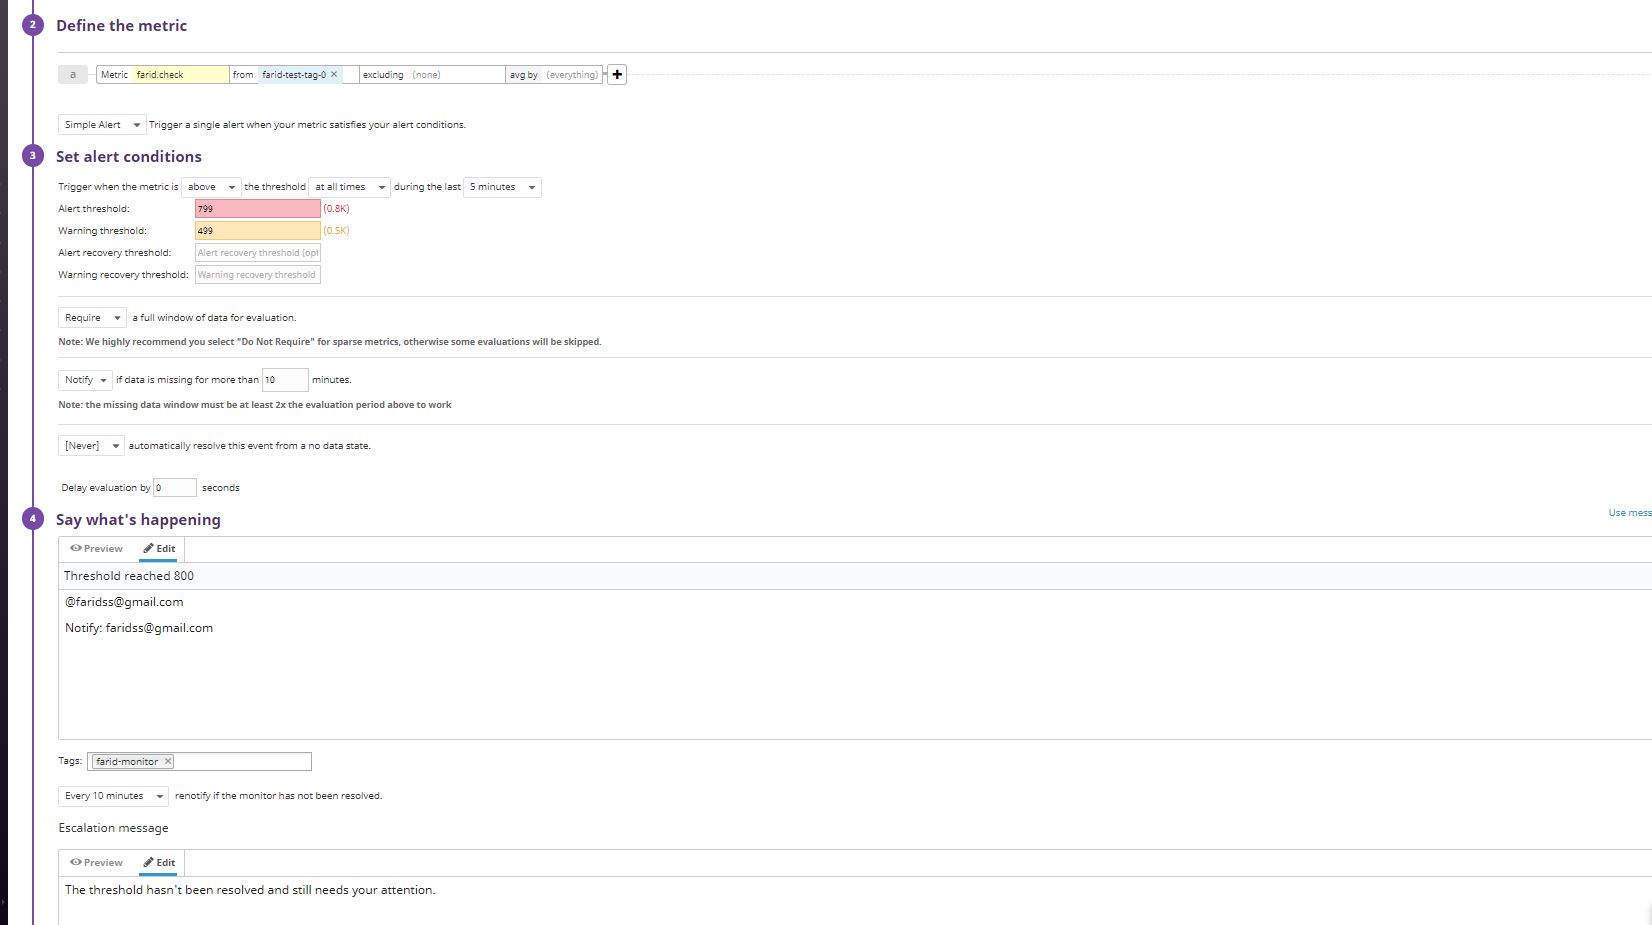 2 Define the metric
a Metric farid.check from farid-test-tag-0 × excluding (none) avg by (everything) +
Simple Alert Trigger a single alert when your metric satisfies your alert conditions.
3 Set alert conditions
Trigger when the metric is above the threshold at all times during the last 5 minutes
Alert threshold: 799 (0.8K)
Warning threshold: 499 (0.5K)
Alert recovery threshold: Alert recovery threshold (opt
Warning recovery threshold: Warning recovery threshold
Require a full window of data for evaluation.
Note: We highly recommend you select "Do Not Require" for sparse metrics, otherwise some evaluations will be skipped.
Notify if data is missing for more than 10 minutes.
Note: the missing data window must be at least 2x the evaluation period above to work
[Never] automatically resolve this event from a no data state.
Delay evaluation by 0 seconds
4 Say what's happening
Use mess
Preview Edit
Threshold reached 800
@faridss@gmail.com
Notify: faridss@gmail.com
Tags: farid-monitor ×
Every 10 minutes renotify if the monitor has not been resolved.
Escalation message
Preview Edit
The threshold hasn't been resolved and still needs your attention.